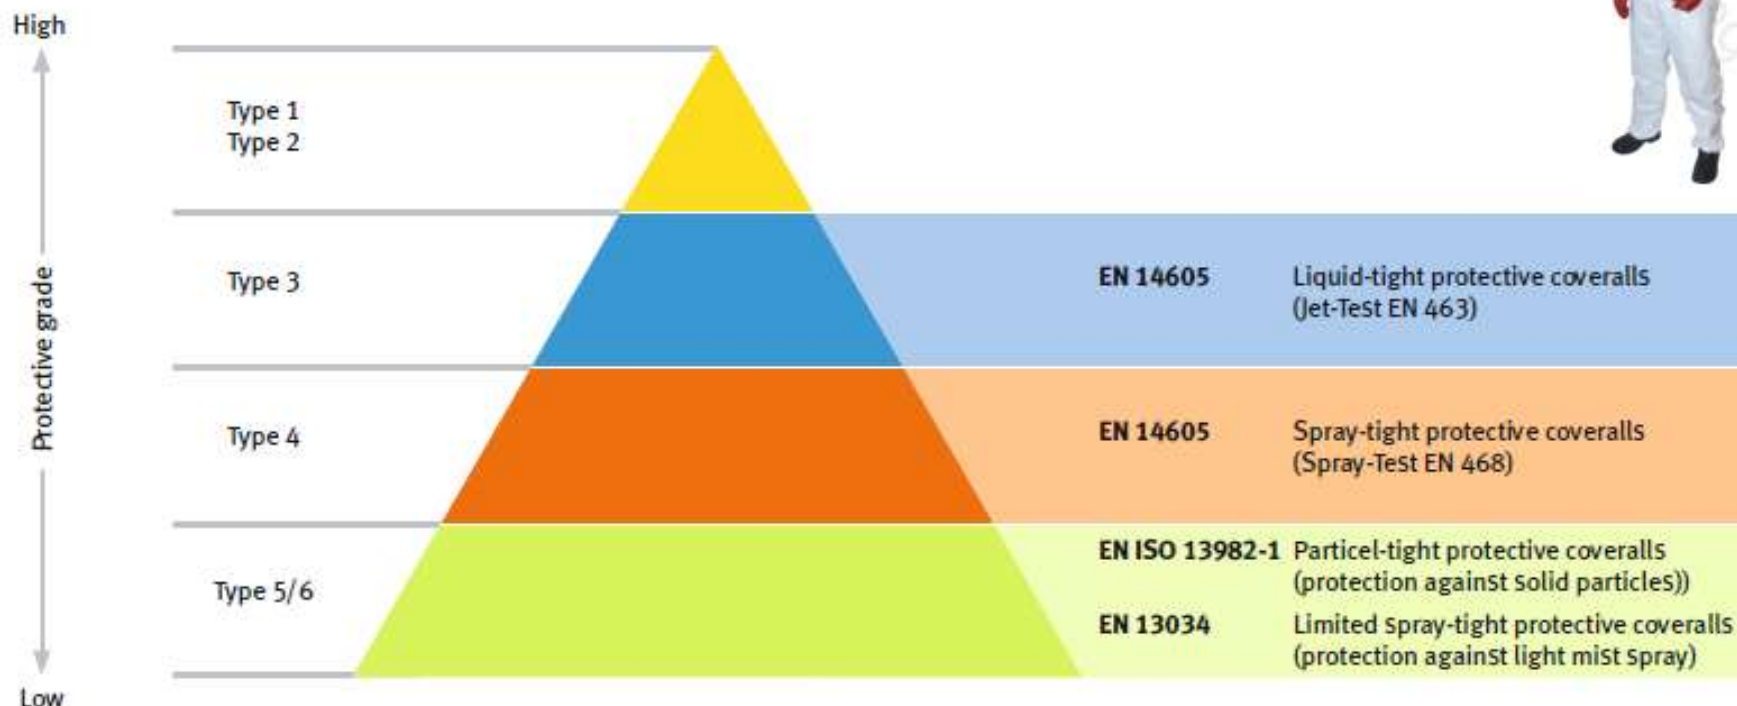 High
Type 1
Type 2
Protective grade
Type 3
EN 14605 Liquid-tight protective coveralls
(Jet-Test EN 463)
Type 4
EN 14605 Spray-tight protective coveralls
(Spray-Test EN 468)
Type 5/6
EN ISO 13982-1 Particel-tight protective coveralls
(protection against solid particles))
EN 13034 Limited spray-tight protective coveralls
(protection against light mist spray)
Low